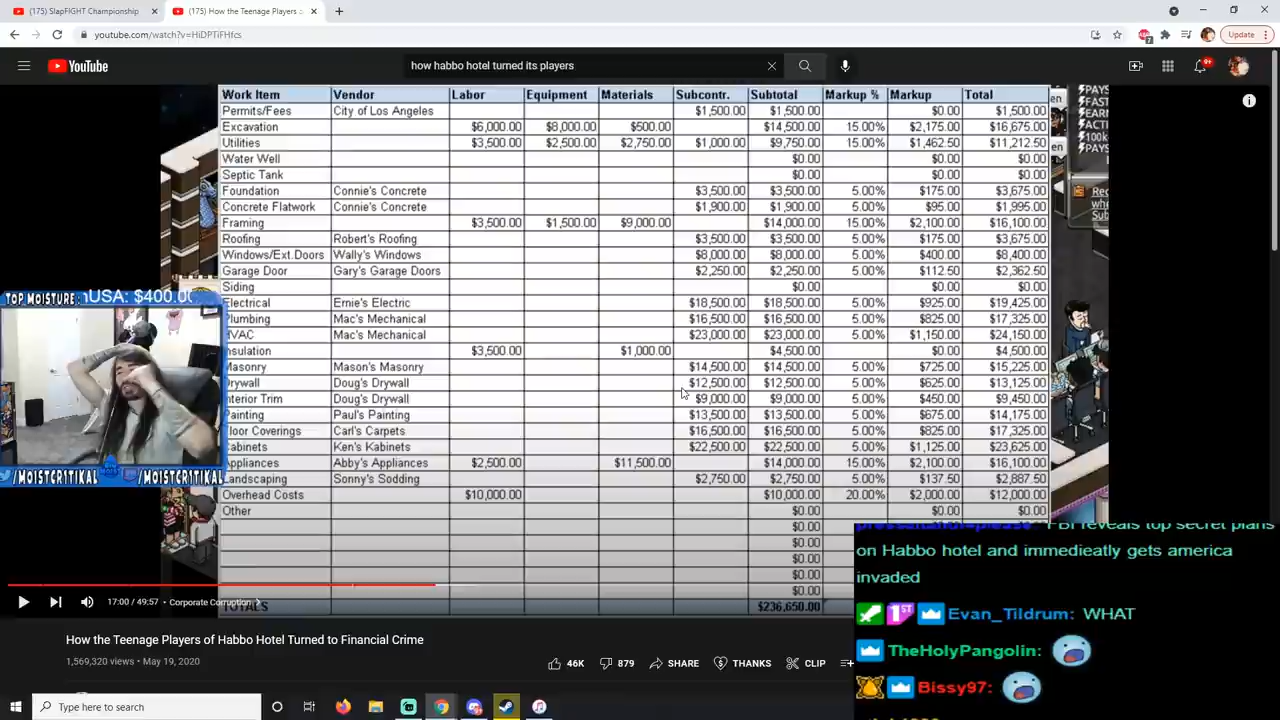 (175) SlapFIGHT Championship
(175) How the Teenage Players
youtube.com/watch?v=HiDPTiFHfcs
Update
YouTube
how habbo hotel turned its players
9+
Work Item Vendor Labor Equipment Materials Subcontr. Subtotal Markup % Markup Total
Permits/Fees City of Los Angeles $1,500.00 $1,500.00 $0.00 $1,500.00
Excavation $6,000.00 $8,000.00 $500.00 $14,500.00 15.00% $2,175.00 $16,675.00
Utilities $3,500.00 $2,500.00 $2,750.00 $1,000.00 $9,750.00 15.00% $1,462.50 $11,212.50
Water Well $0.00 $0.00 $0.00
Septic Tank $0.00 $0.00 $0.00
Foundation Connie's Concrete $3,500.00 $3,500.00 5.00% $175.00 $3,675.00
Concrete Flatwork Connie's Concrete $1,900.00 $1,900.00 5.00% $95.00 $1,995.00
Framing $3,500.00 $1,500.00 $9,000.00 $14,000.00 15.00% $2,100.00 $16,100.00
Roofing Robert's Roofing $3,500.00 $3,500.00 5.00% $175.00 $3,675.00
Windows/Ext.Doors Wally's Windows $8,000.00 $8,000.00 5.00% $400.00 $8,400.00
Garage Door Gary's Garage Doors $2,250.00 $2,250.00 5.00% $112.50 $2,362.50
Siding $0.00 $0.00 $0.00
Electrical Ernie's Electric $18,500.00 $18,500.00 5.00% $925.00 $19,425.00
Plumbing Mac's Mechanical $16,500.00 $16,500.00 5.00% $825.00 $17,325.00
HVAC Mac's Mechanical $23,000.00 $23,000.00 5.00% $1,150.00 $24,150.00
Insulation $3,500.00 $1,000.00 $4,500.00 $0.00 $4,500.00
Masonry Mason's Masonry $14,500.00 $14,500.00 5.00% $725.00 $15,225.00
Drywall Doug's Drywall $12,500.00 $12,500.00 5.00% $625.00 $13,125.00
Interior Trim Doug's Drywall $9,000.00 $9,000.00 5.00% $450.00 $9,450.00
Painting Paul's Painting $13,500.00 $13,500.00 5.00% $675.00 $14,175.00
Floor Coverings Carl's Carpets $16,500.00 $16,500.00 5.00% $825.00 $17,325.00
Cabinets Ken's Kabinets $22,500.00 $22,500.00 5.00% $1,125.00 $23,625.00
Appliances Abby's Appliances $2,500.00 $11,500.00 $14,000.00 15.00% $2,100.00 $16,100.00
Landscaping Sonny's Sodding $2,750.00 $2,750.00 5.00% $137.50 $2,887.50
Overhead Costs $10,000.00 $10,000.00 20.00% $2,000.00 $12,000.00
Other $0.00 $0.00 $0.00
$0.00
$0.00
$0.00
$0.00
$0.00
TOTALS $236,650.00
TOP MOISTURE: USA: $400.00
/MOISTCRITIKAL /MOISTCRITIKAL
FBI reveals top secret plans
on Habbo hotel and immedieatly gets america
invaded
1ST Evan_Tildrum: WHAT
TheHolyPangolin:
Bissy97:
17:00 / 49:57 • Corporate Corruption
How the Teenage Players of Habbo Hotel Turned to Financial Crime
1,569,320 views • May 19, 2020
46K 879 SHARE THANKS CLIP
Type here to search